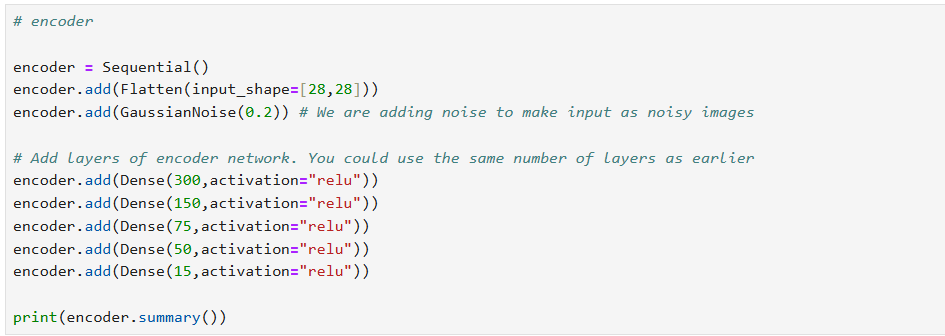 # encoder
encoder = Sequential()
encoder.add(Flatten(input_shape=[28,28]))
encoder.add(GaussianNoise(0.2)) # We are adding noise to make input as noisy images
# Add layers of encoder network. You could use the same number of layers as earlier
encoder.add(Dense(300,activation="relu"))
encoder.add(Dense(150,activation="relu"))
encoder.add(Dense(75,activation="relu"))
encoder.add(Dense(50,activation="relu"))
encoder.add(Dense(15,activation="relu"))
print(encoder.summary())